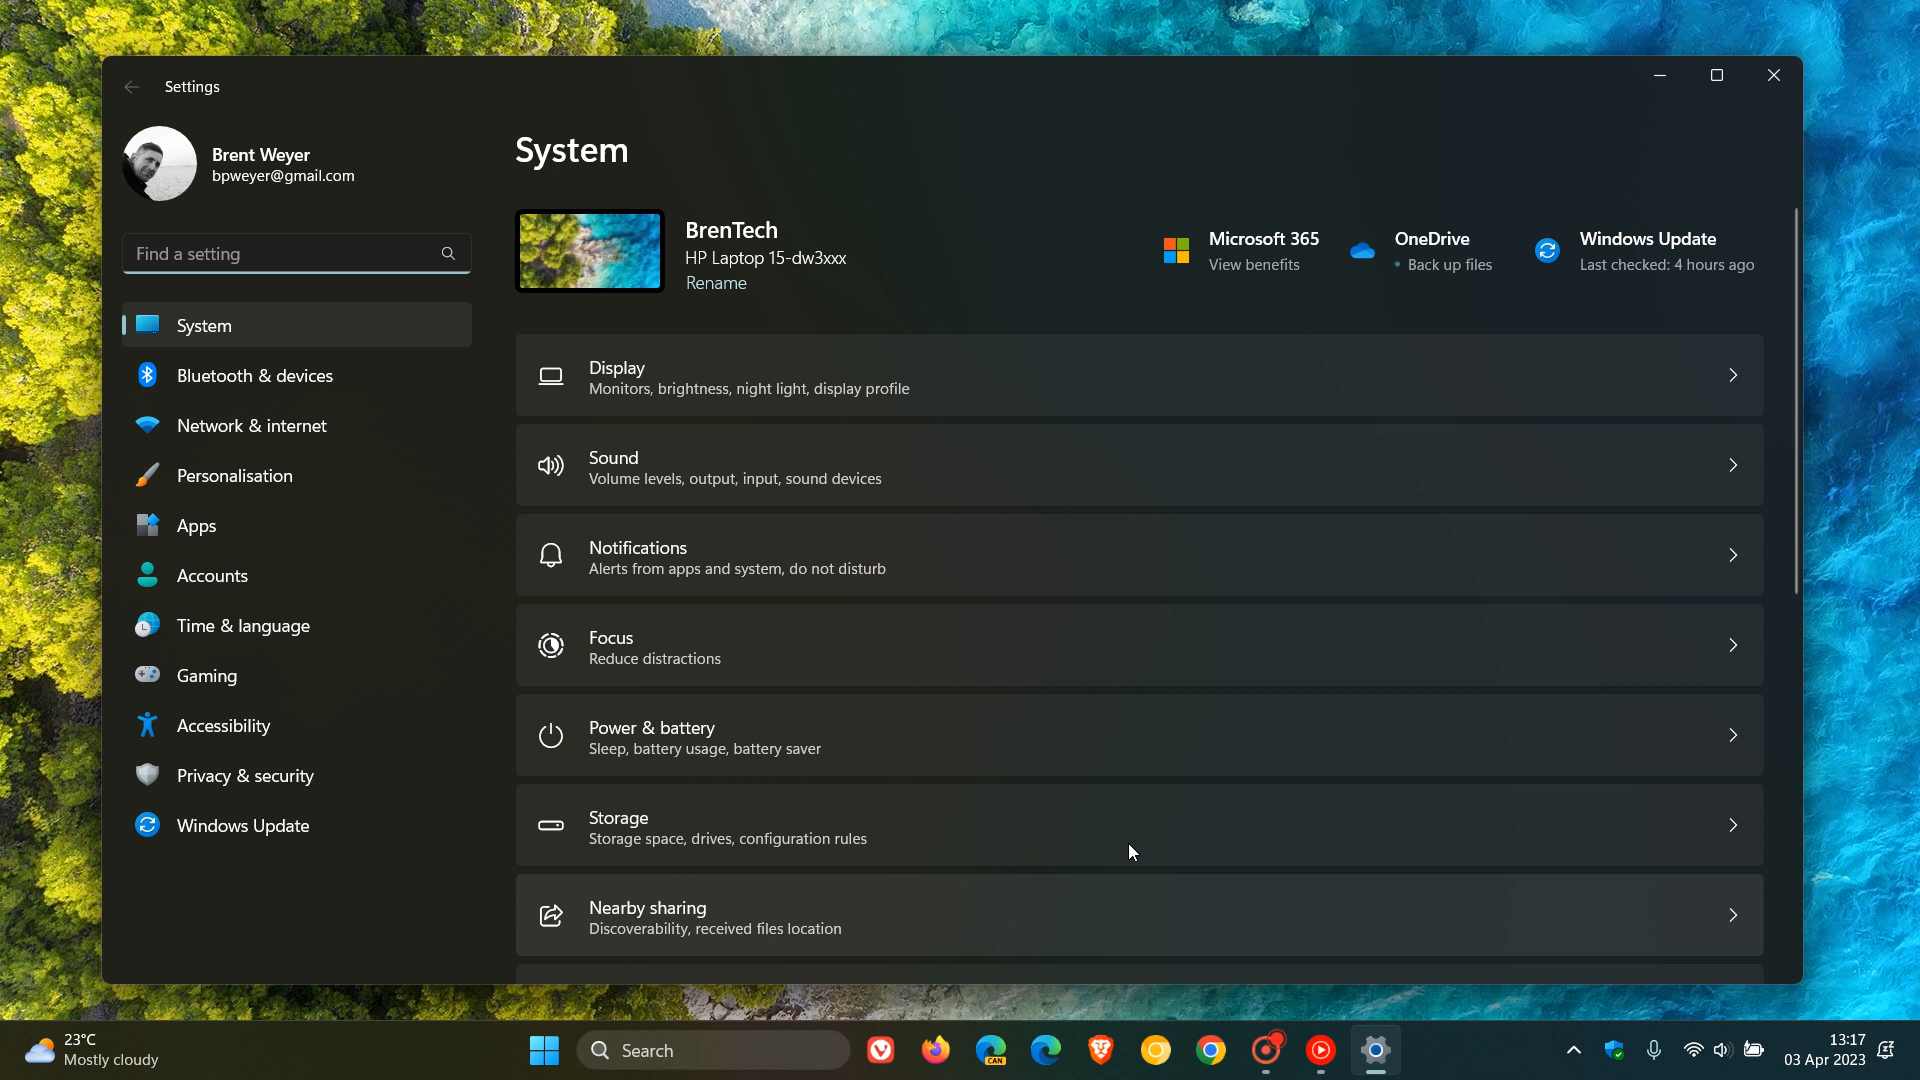 Settings
Brent Weyer
bpweyer@gmail.com
Find a setting
System
Bluetooth & devices
Network & internet
Personalisation
Apps
Accounts
Time & language
Gaming
Accessibility
Privacy & security
Windows Update
System
BrenTech
HP Laptop 15-dw3xxx
Rename
Microsoft 365
View benefits
OneDrive
• Back up files
Windows Update
Last checked: 4 hours ago
Display
Monitors, brightness, night light, display profile
Sound
Volume levels, output, input, sound devices
Notifications
Alerts from apps and system, do not disturb
Focus
Reduce distractions
Power & battery
Sleep, battery usage, battery saver
Storage
Storage space, drives, configuration rules
Nearby sharing
Discoverability, received files location
23°C
Mostly cloudy
Search
CAN
13:17
03 Apr 2023